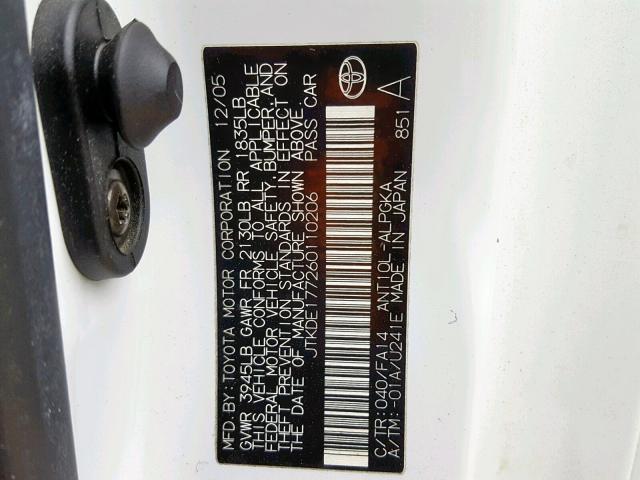 MFD.BY:TOYOTA MOTOR CORPORATION 12/05
GVWR 3945LB GAWR FR 2130LB RR 1835LB
THIS VEHICLE CONFORMS TO ALL APPLICABLE
FEDERAL MOTOR VEHICLE SAFETY, BUMPER, AND
THEFT PREVENTION STANDARDS IN EFFECT ON
THE DATE OF MANUFACTURE SHOWN ABOVE.
JTKDE177260110206 PASS.CAR
C/TR:040/FA14 ANT10L-ALPGKA
A/TM:-01A/U241E MADE IN JAPAN 851
A